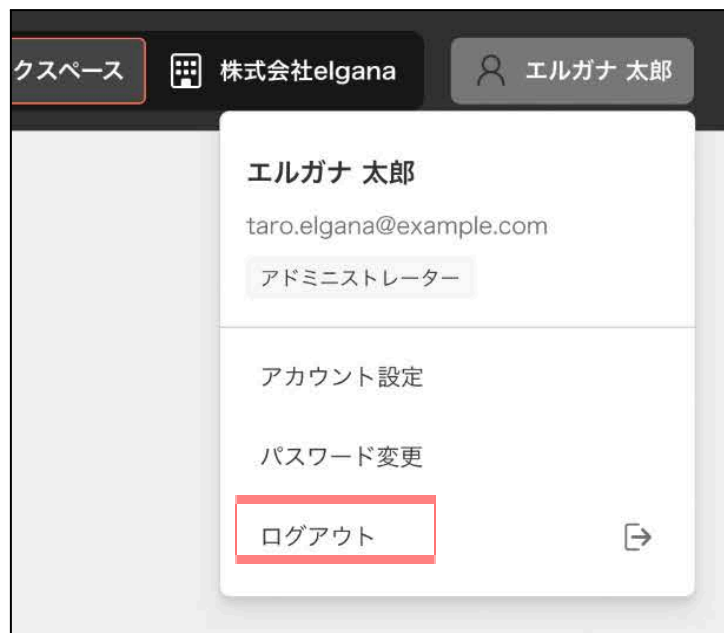 クスペース 株式会社elgana エルガナ 太郎
エルガナ 太郎
taro.elgana@example.com
アドミニストレーター
アカウント設定
パスワード変更
ログアウト